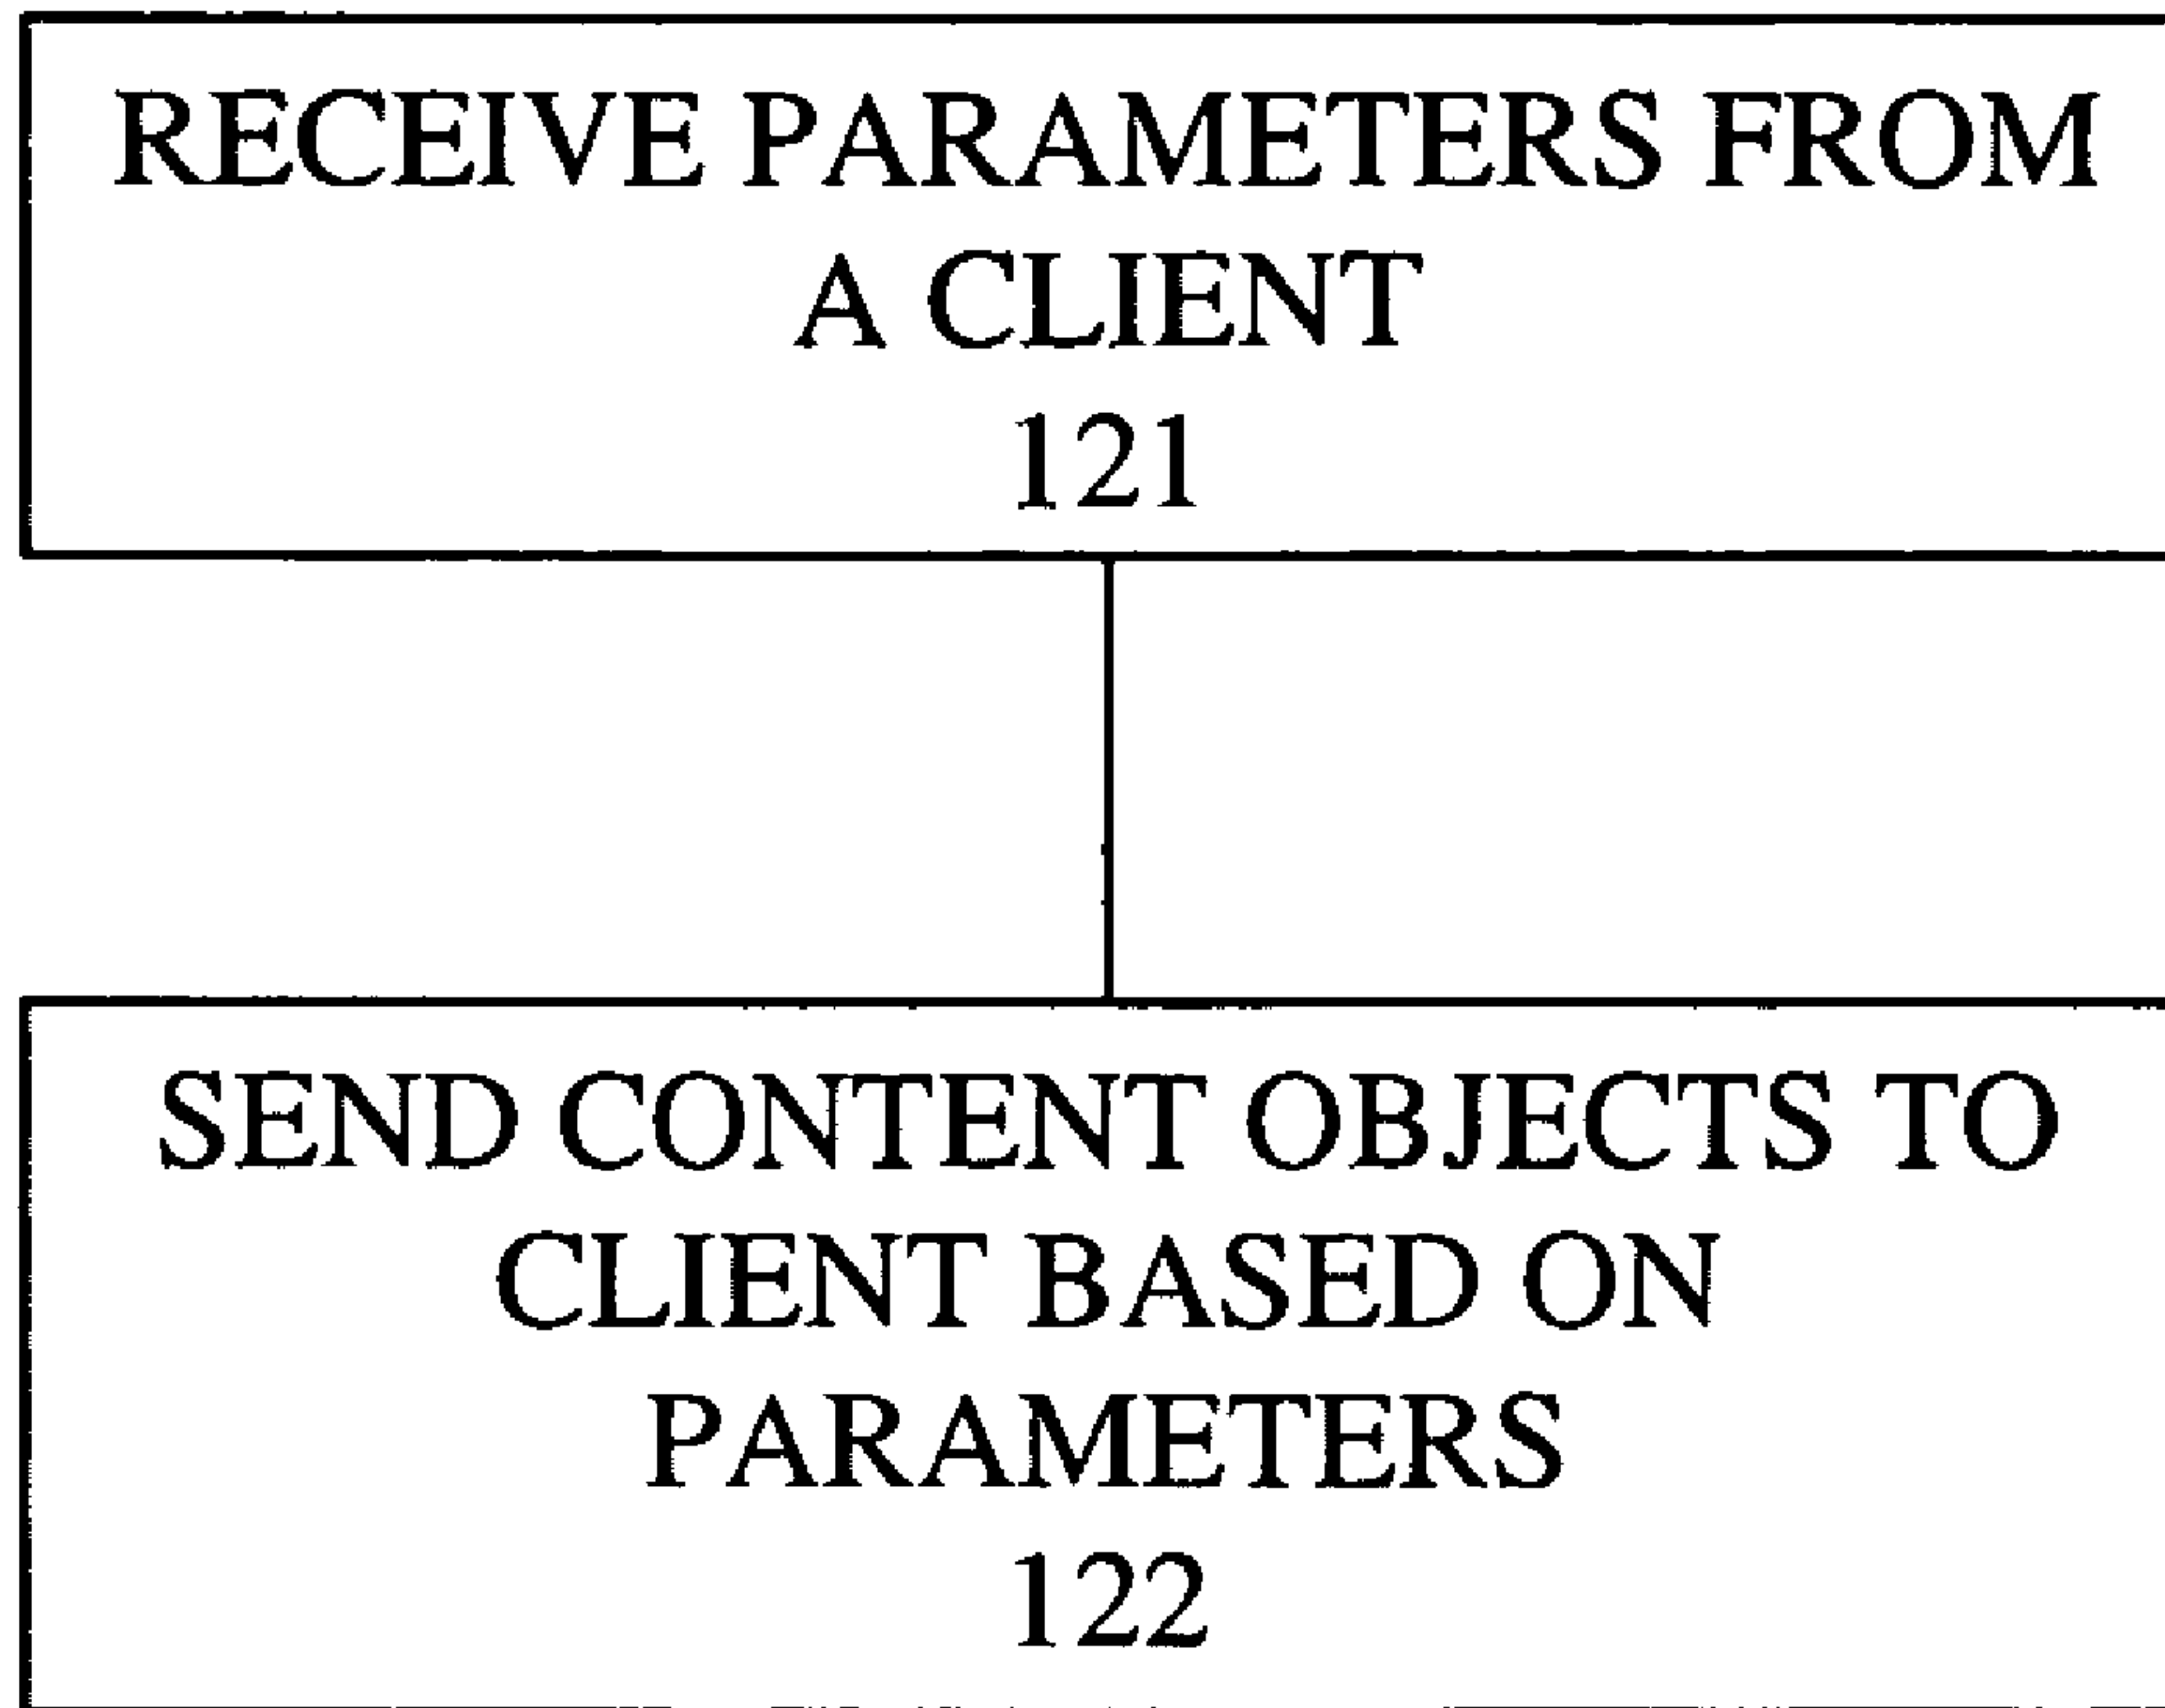 RECEIVE PARAMETERS FROM
A CLIENT
121
SEND CONTENT OBJECTS TO
CLIENT BASED ON
PARAMETERS
122